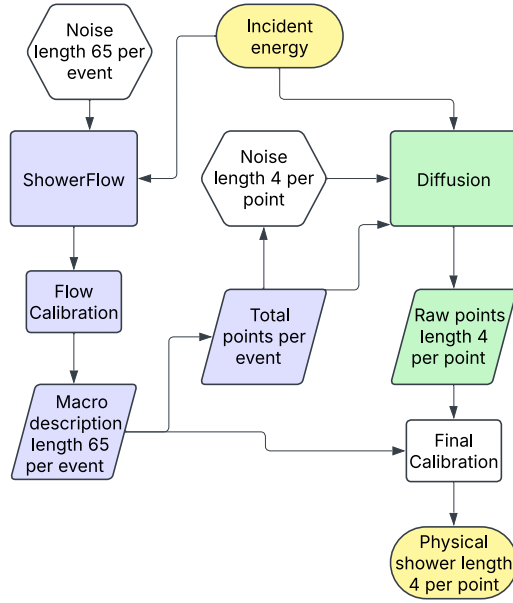 Noise
length 65 per
event
Incident
energy
ShowerFlow
Noise
length 4 per
point
Diffusion
Flow
Calibration
Total
points per
event
Raw points
length 4
per point
Macro
description
length 65
per event
Final
Calibration
Physical
shower length
4 per point